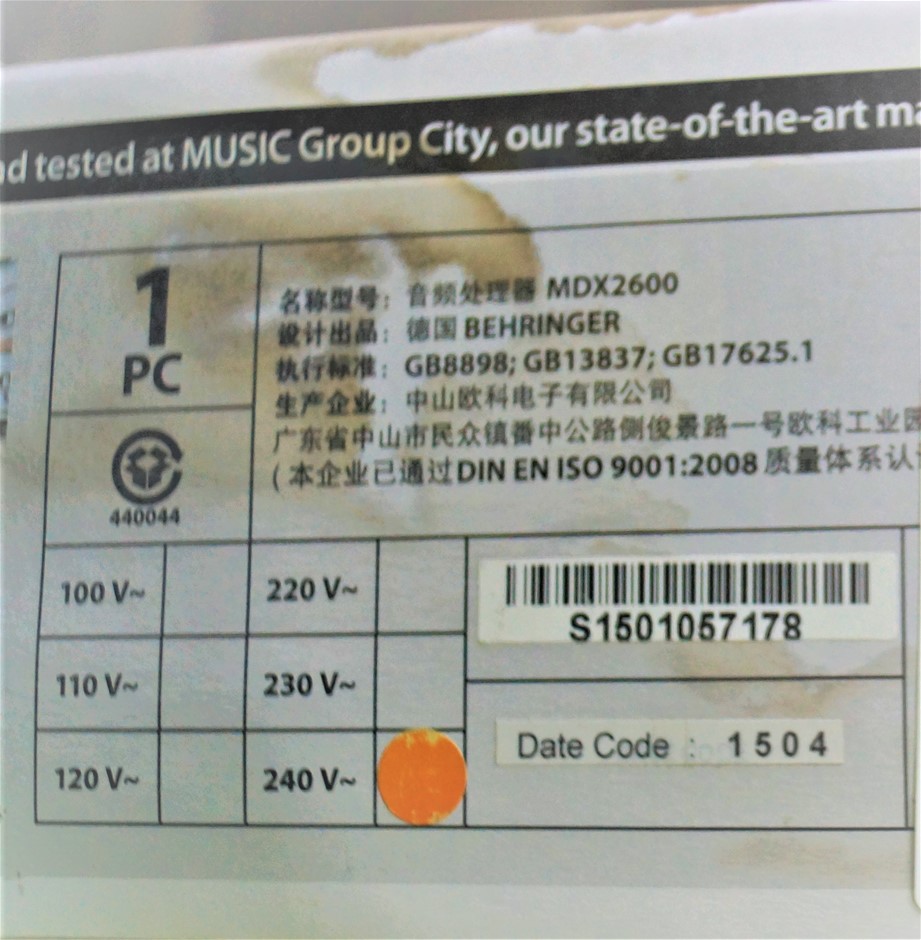 nd tested at MUSIC Group City, our state-of-the-art ma
1
PC
440044
名称型号：音频处理器 MDX2600
设计出品：德国 BEHRINGER
执行标准：GB8898; GB13837; GB17625.1
生产企业：中山欧科电子有限公司
广东省中山市民众镇番中公路侧俊景路一号欧科工业园
(本企业已通过DIN EN ISO 9001:2008 质量体系认
100 V~
220 V~
110 V~
230 V~
120 V~
240 V~
S1501057178
Date Code : 1504